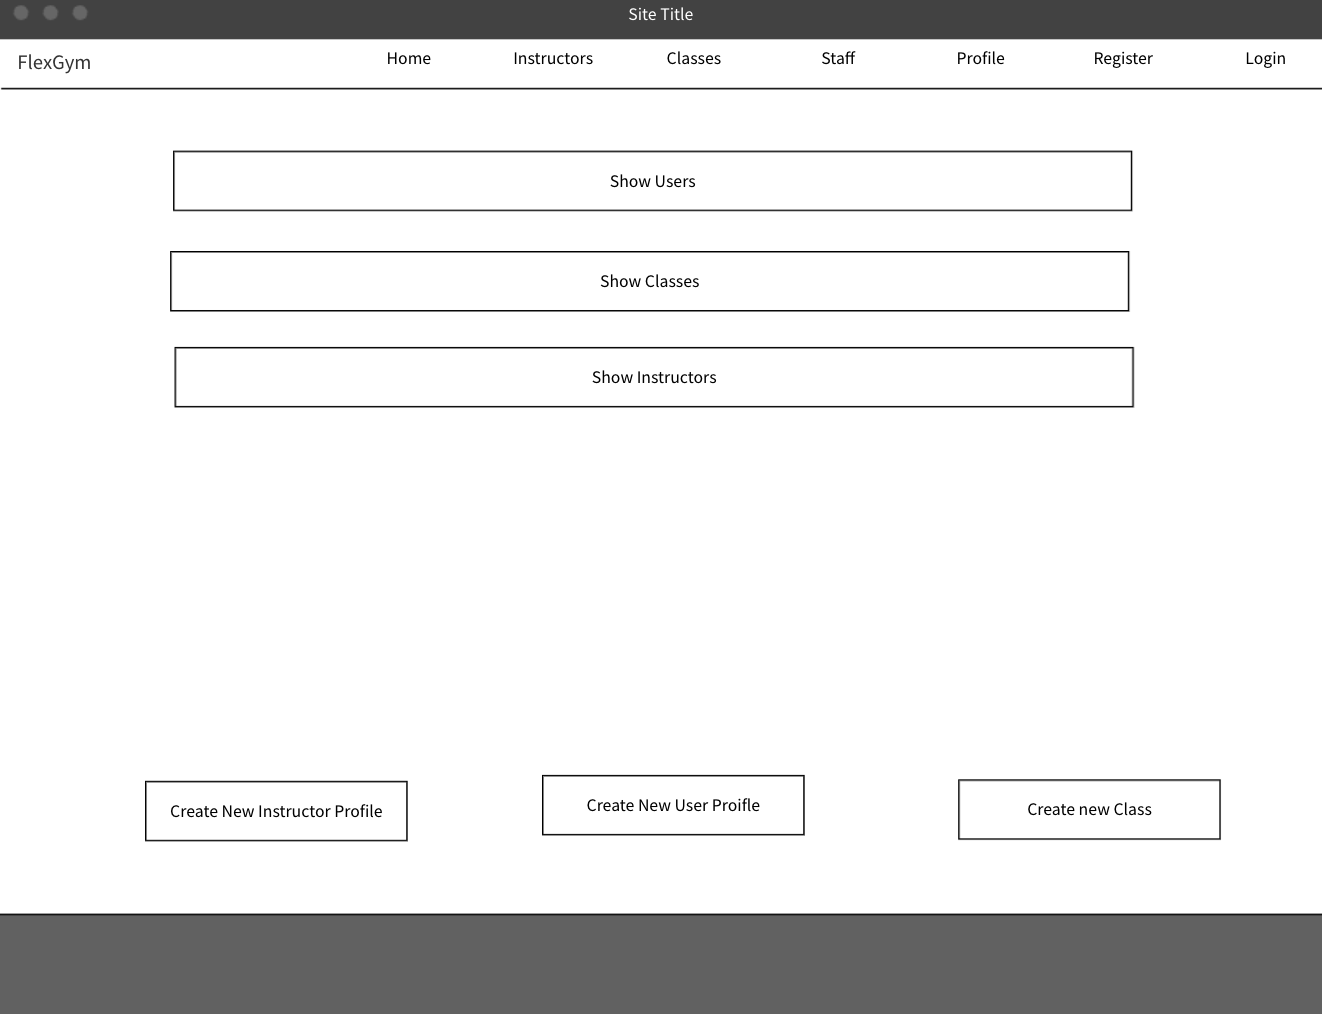 Site Title
FlexGym
Home
Instructors
Classes
Staff
Profile
Register
Login
Show Users
Show Classes
Show Instructors
Create New Instructor Profile
Create New User Proifle
Create new Class